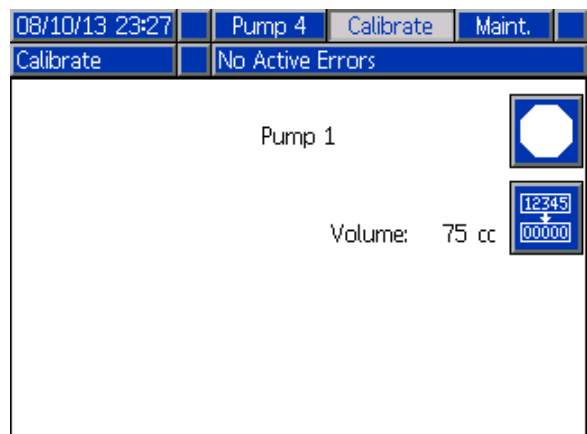 08/10/13 23:27 Pump 4 Calibrate Maint.
Calibrate No Active Errors
Pump 1
12345
Volume: 75 cc 00000